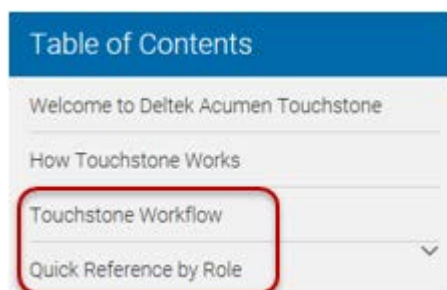 Table of Contents
Welcome to Deltek Acumen Touchstone
How Touchstone Works
Touchstone Workflow
Quick Reference by Role